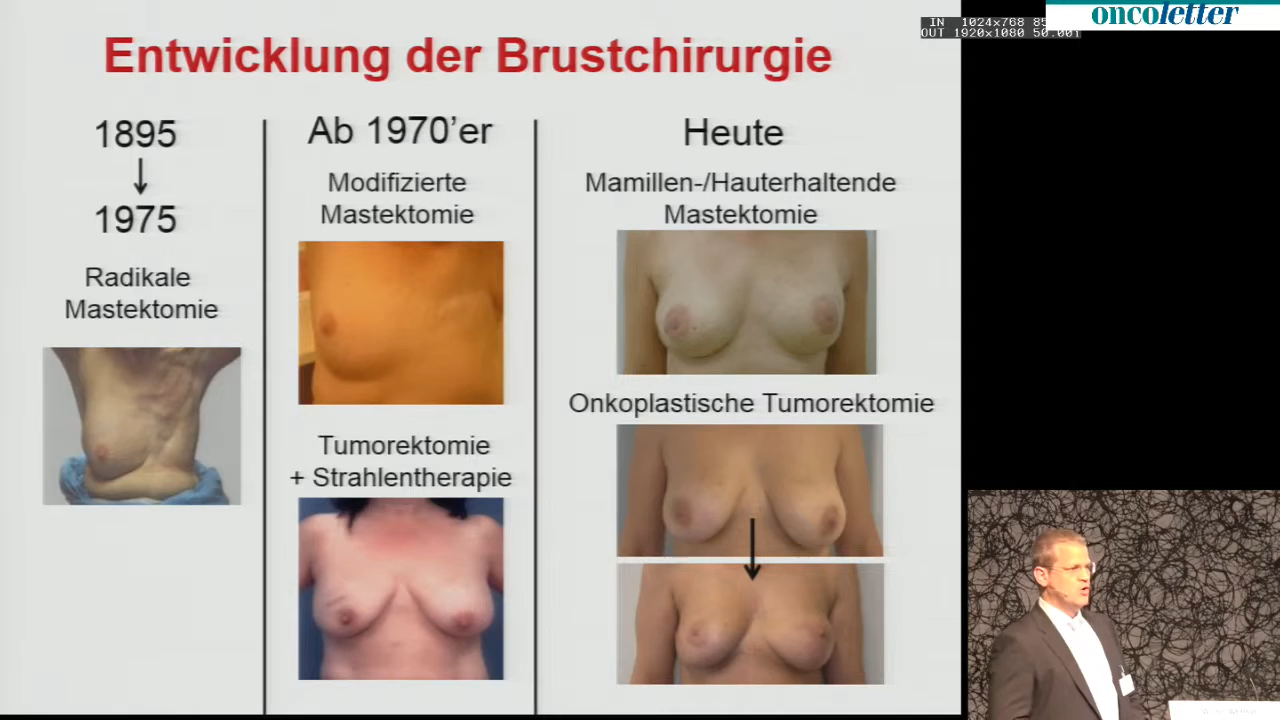 IN 1024x768 85
OUT 1920x1080 50.00i
oncoletter
Entwicklung der Brustchirurgie
1895
1975
Radikale
Mastektomie
Ab 1970’er
Modifizierte
Mastektomie
Tumorektomie
+ Strahlentherapie
Heute
Mamillen-/Hauterhaltende
Mastektomie
Onkoplastische Tumorektomie